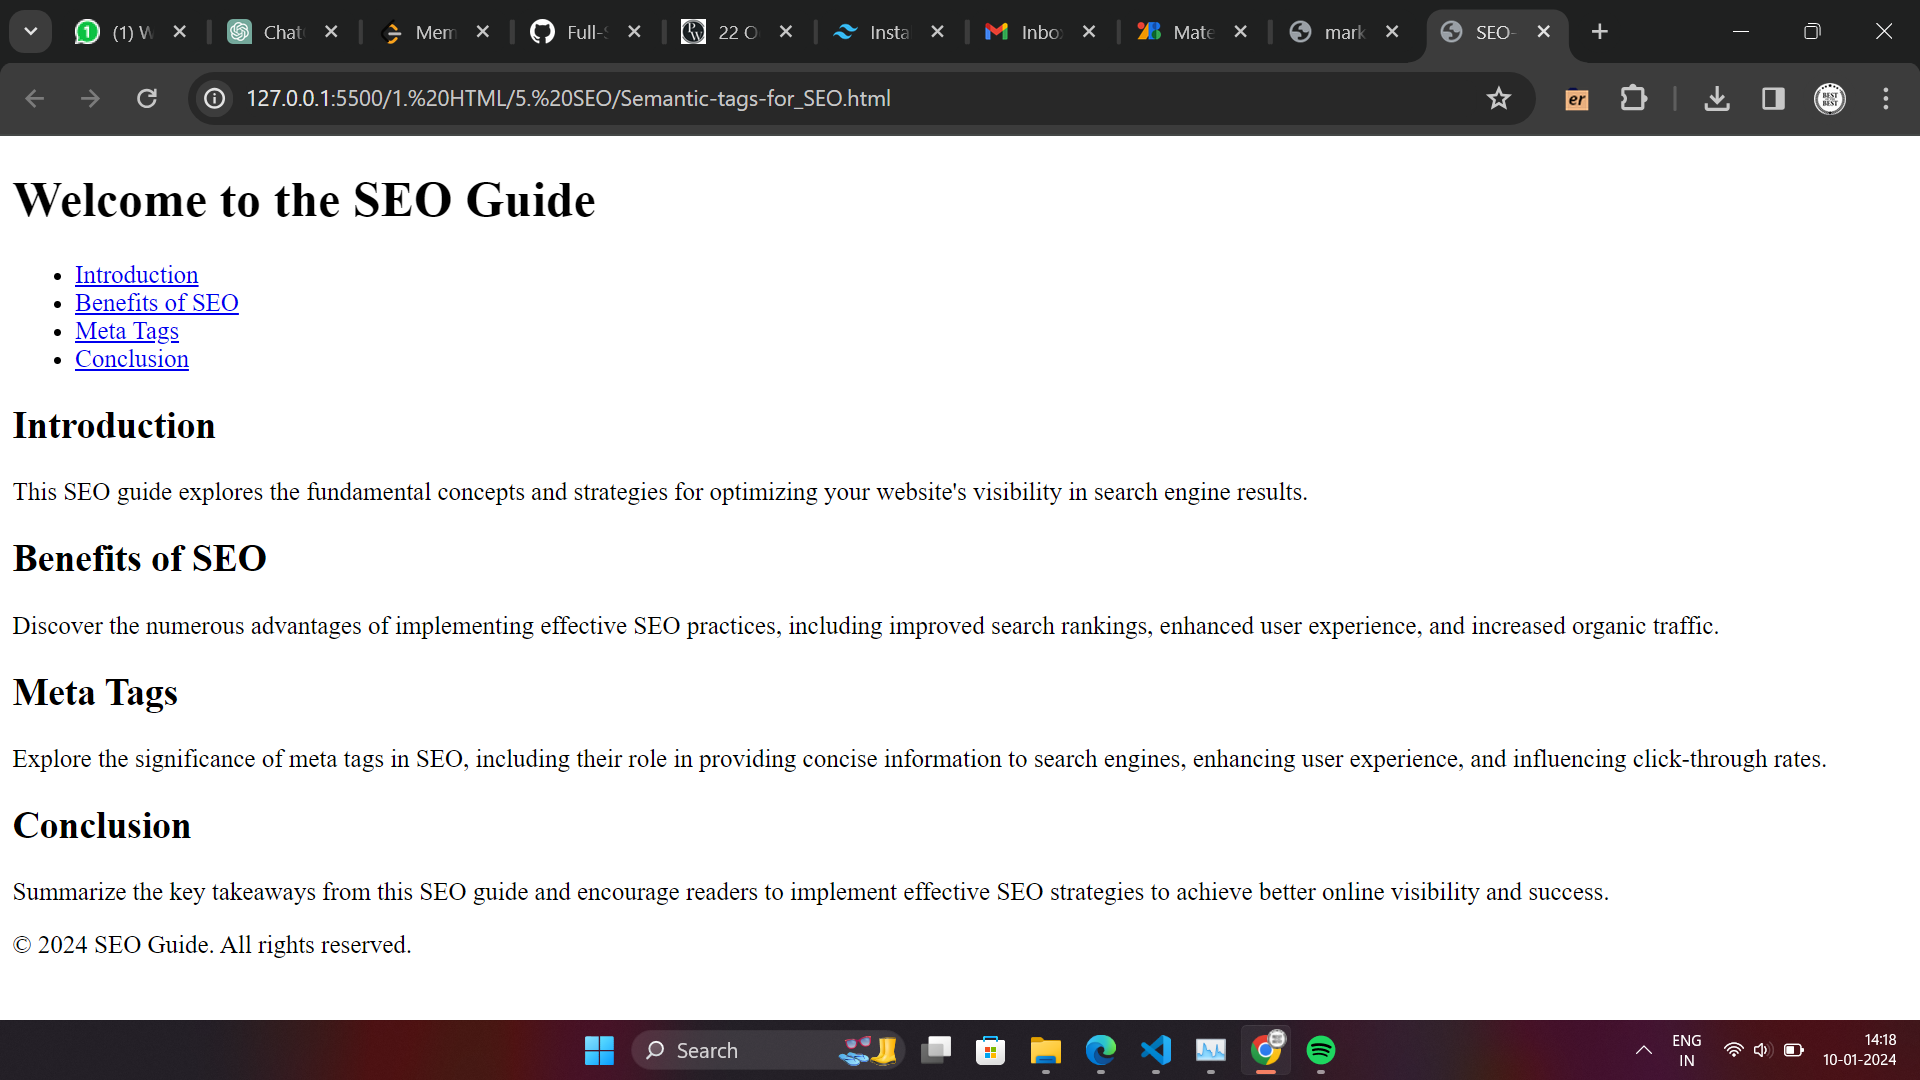 (1) W
Chat
Mem
Full-S
22 O
Insta
Inbo
Mate
mark
SEO-
127.0.0.1:5500/1.%20HTML/5.%20SEO/Semantic-tags-for_SEO.html
er
Welcome to the SEO Guide
Introduction
Benefits of SEO
Meta Tags
Conclusion
Introduction
This SEO guide explores the fundamental concepts and strategies for optimizing your website's visibility in search engine results.
Benefits of SEO
Discover the numerous advantages of implementing effective SEO practices, including improved search rankings, enhanced user experience, and increased organic traffic.
Meta Tags
Explore the significance of meta tags in SEO, including their role in providing concise information to search engines, enhancing user experience, and influencing click-through rates.
Conclusion
Summarize the key takeaways from this SEO guide and encourage readers to implement effective SEO strategies to achieve better online visibility and success.
© 2024 SEO Guide. All rights reserved.
Search
ENG
IN
14:18
10-01-2024